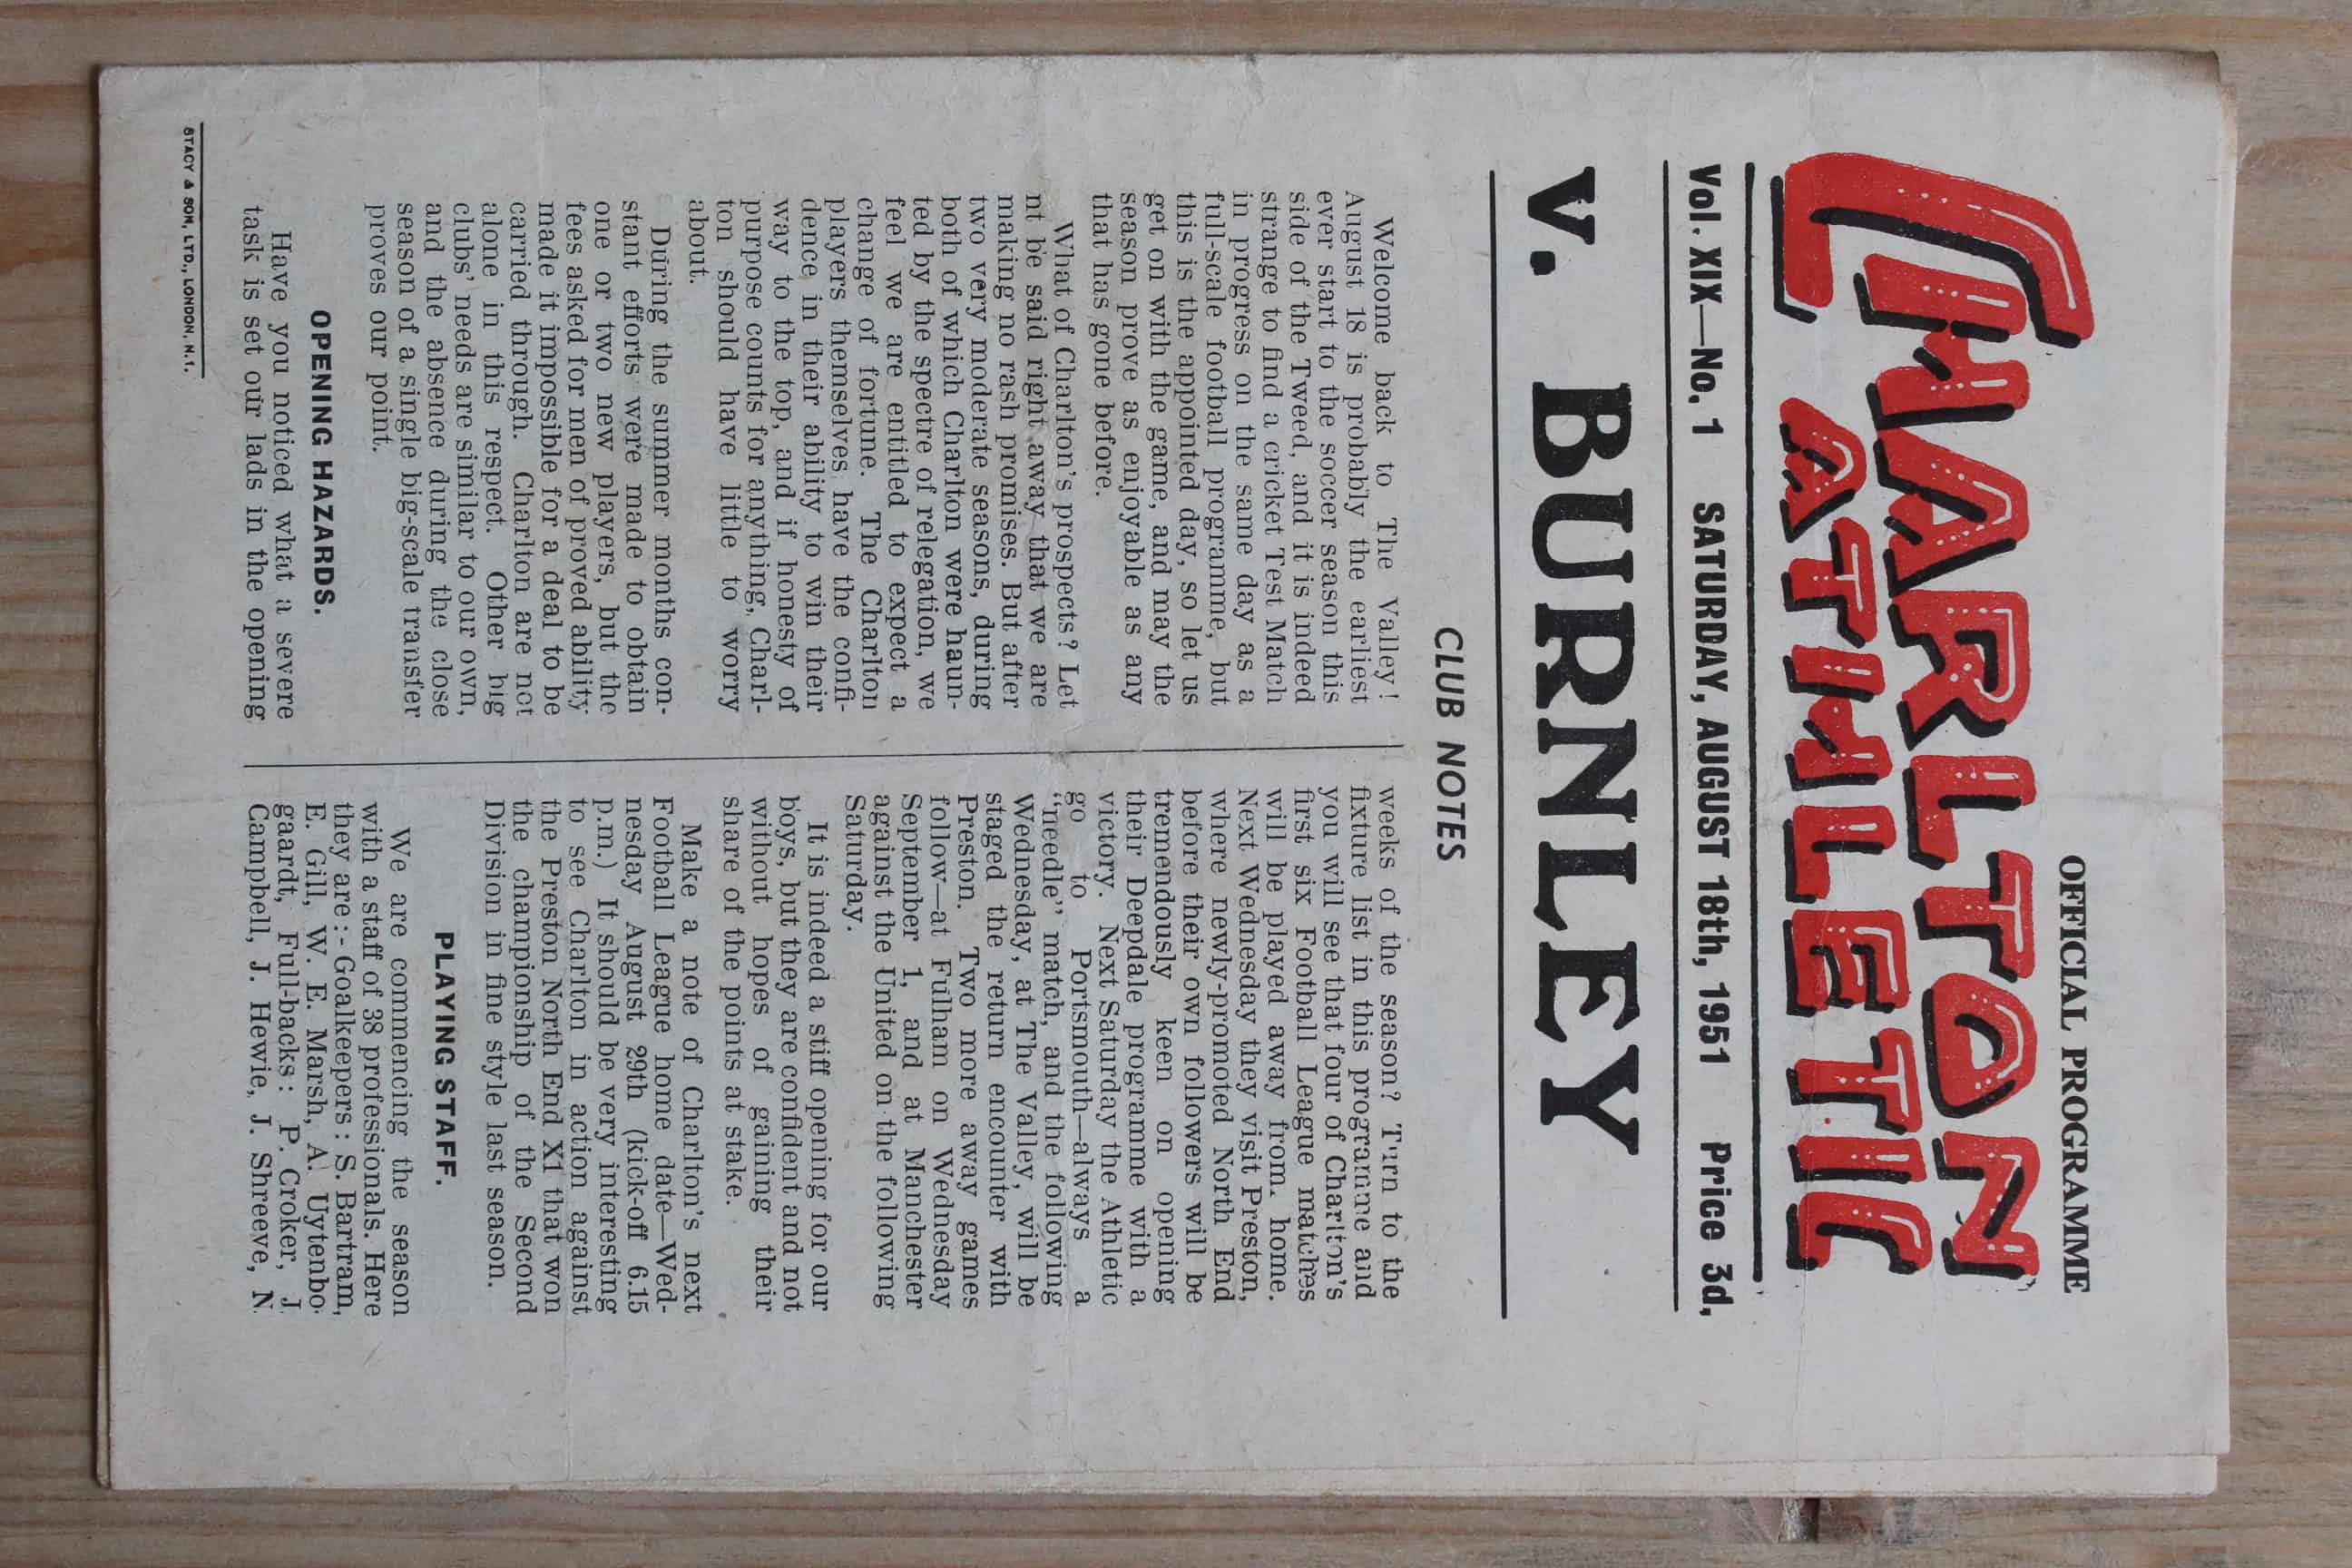 OFFICIAL PROGRAMME
CHARLTON
ATHLETIC
Vol. XIX—No. 1 SATURDAY, AUGUST 18th, 1951 Price 3d.
v. BURNLEY
CLUB NOTES
Welcome back to The Valley!
August 18 is probably the earliest
ever start to the soccer season this
side of the Tweed, and it is indeed
strange to find a cricket Test Match
in progress on the same day as a
full-scale football programme, but
this is the appointed day, so let us
get on with the game, and may the
season prove as enjoyable as any
that has gone before.
What of Charlton's prospects? Let
nt be said right away that we are
making no rash promises. But after
two very moderate seasons, during
both of which Charlton were haun-
ted by the spectre of relegation, we
feel we are entitled to expect a
change of fortune. The Charlton
players themselves have the confi-
dence in their ability to win their
way to the top, and if honesty of
purpose counts for anything, Charl-
ton should have little to worry
about.
During the summer months con-
stant efforts were made to obtain
one or two new players, but the
fees asked for men of proved ability
made it impossible for a deal to be
carried through. Charlton are not
alone in this respect. Other big
clubs' needs are similar to our own,
and the absence during the close
season of a single big-scale transfer
proves our point.
OPENING HAZARDS.
Have you noticed what a severe
task is set our lads in the opening
STACY & SON, LTD., LONDON, N.1.
weeks of the season? Turn to the
fixture list in this programme and
you will see that four of Charlton's
first six Football League matches
will be played away from home.
Next Wednesday they visit Preston,
where newly-promoted North End
before their own followers will be
tremendously keen on opening
their Deepdale programme with a
victory. Next Saturday the Athletic
go to Portsmouth—always a
"needle" match, and the following
Wednesday, at The Valley, will be
staged the return encounter with
Preston. Two more away games
follow—at Fulham on Wednesday
September 1, and at Manchester
against the United on the following
Saturday.
It is indeed a stiff opening for our
boys, but they are confident and not
without hopes of gaining their
share of the points at stake.
Make a note of Charlton's next
Football League home date—Wed-
nesday August 29th (kick-off 6.15
p.m.) It should be very interesting
to see Charlton in action against
the Preston North End X1 that won
the championship of the Second
Division in fine style last season.
PLAYING STAFF.
We are commencing the season
with a staff of 38 professionals. Here
they are :- Goalkeepers : S. Bartram,
E. Gill, W. E. Marsh, A. Uytenbo-
gaardt, Full-backs: P. Croker, J.
Campbell, J. Hewie, J. Shreeve, N.